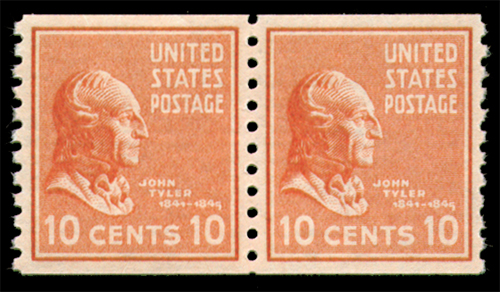 UNITED
STATES
POSTAGE
JOHN
TYLER
1841-1845
10 CENTS 10
UNITED
STATES
POSTAGE
JOHN
TYLER
1841-1845
10 CENTS 10